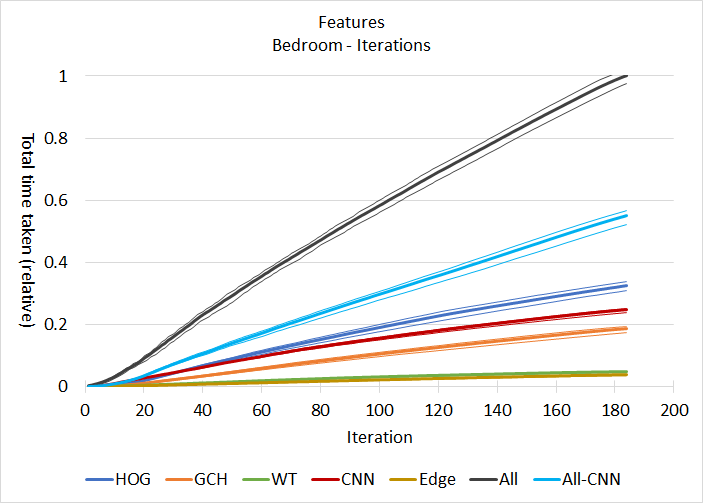 Features
Bedroom - Iterations
1
0.8
0.6
0.4
0.2
0
Total time taken (relative)
0 20 40 60 80 100 120 140 160 180 200
Iteration
HOG GCH WT CNN Edge All All-CNN